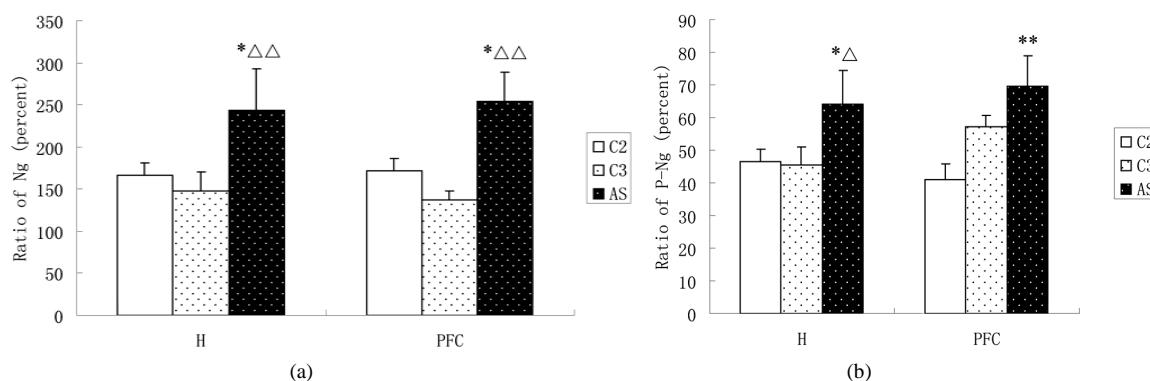 350
300
250
200
150
100
50
0
Ratio of Ng (percent)
*△△
*△△
H
PFC
C2
C3
AS
(a)
90
80
70
60
50
40
30
20
10
0
Ratio of P-Ng (percent)
*△
**
H
PFC
C2
C3
AS
(b)